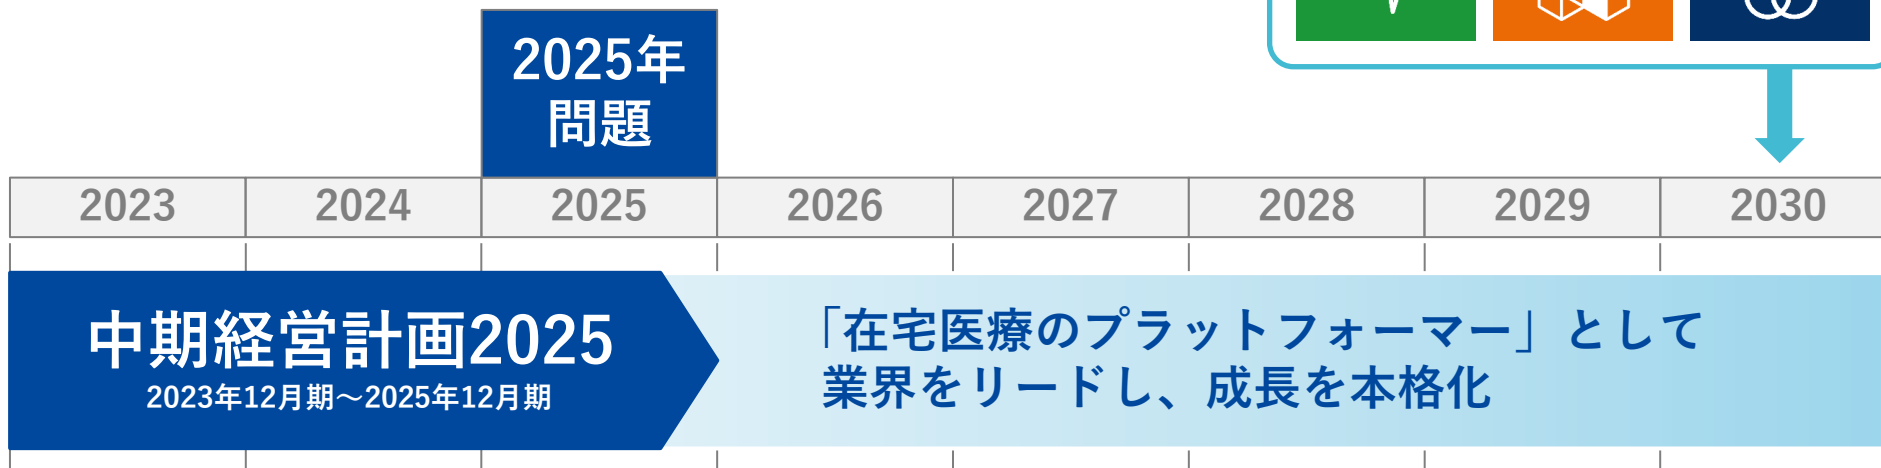 2025年
問題
2023 2024 2025 2026 2027 2028 2029 2030
中期経営計画2025
2023年12月期～2025年12月期
「在宅医療のプラットフォーマー」として
業界をリードし、成長を本格化